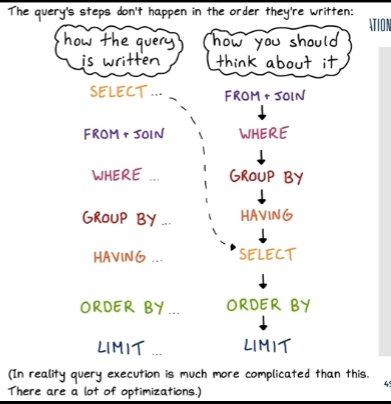 The query's steps don't happen in the order they're written:
ATION
how the query is written
how you should think about it
SELECT ...
FROM + JOIN
FROM + JOIN
WHERE
WHERE ...
GROUP BY
GROUP BY ...
HAVING
HAVING ...
SELECT
ORDER BY ...
ORDER BY
LIMIT ...
LIMIT
(In reality query execution is much more complicated than this.
There are a lot of optimizations.)